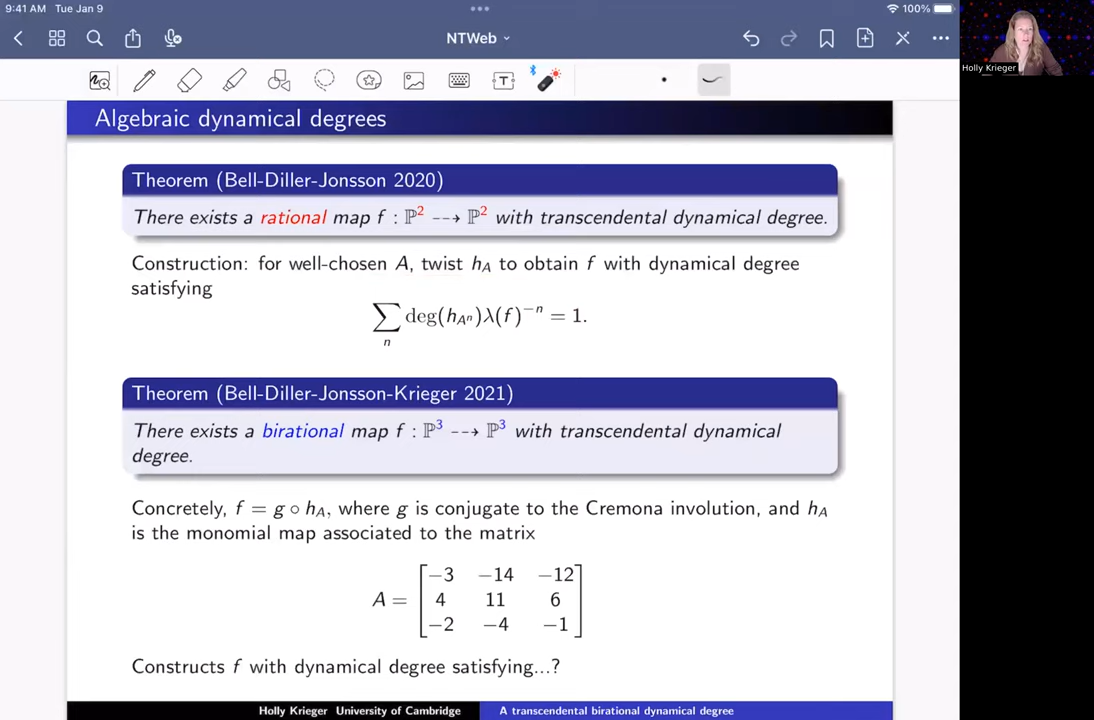 9:41 AM Tue Jan 9
100%
NTWeb
Holly Krieger
Algebraic dynamical degrees
Theorem (Bell-Diller-Jonsson 2020)
There exists a rational map f : ℙ² ⇢ ℙ² with transcendental dynamical degree.
Construction: for well-chosen A, twist h_A to obtain f with dynamical degree
satisfying
∑_n deg(h_{Aⁿ})λ(f)^{−n} = 1.
Theorem (Bell-Diller-Jonsson-Krieger 2021)
There exists a birational map f : ℙ³ ⇢ ℙ³ with transcendental dynamical
degree.
Concretely, f = g ∘ h_A, where g is conjugate to the Cremona involution, and h_A
is the monomial map associated to the matrix
−3 −14 −12
A = 4 11 6
−2 −4 −1
Constructs f with dynamical degree satisfying...?
Holly Krieger University of Cambridge A transcendental birational dynamical degree